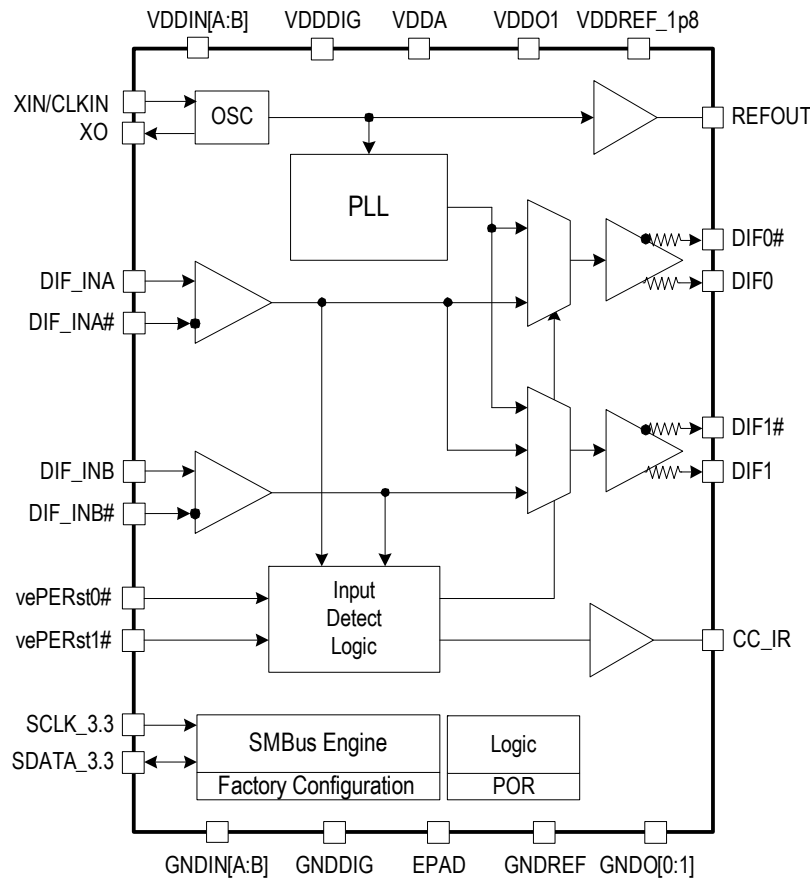 VDDIN[A:B] VDDDIG VDDA VDDO1 VDDREF_1p8
XIN/CLKIN
XO
OSC
REFOUT
PLL
DIF0#
DIF0
DIF_INA
DIF_INA#
DIF1#
DIF1
DIF_INB
DIF_INB#
vePERst0#
vePERst1#
Input
Detect
Logic
CC_IR
SCLK_3.3
SDATA_3.3
SMBus Engine
Factory Configuration
Logic
POR
GNDIN[A:B] GNDDIG EPAD GNDREF GNDO[0:1]